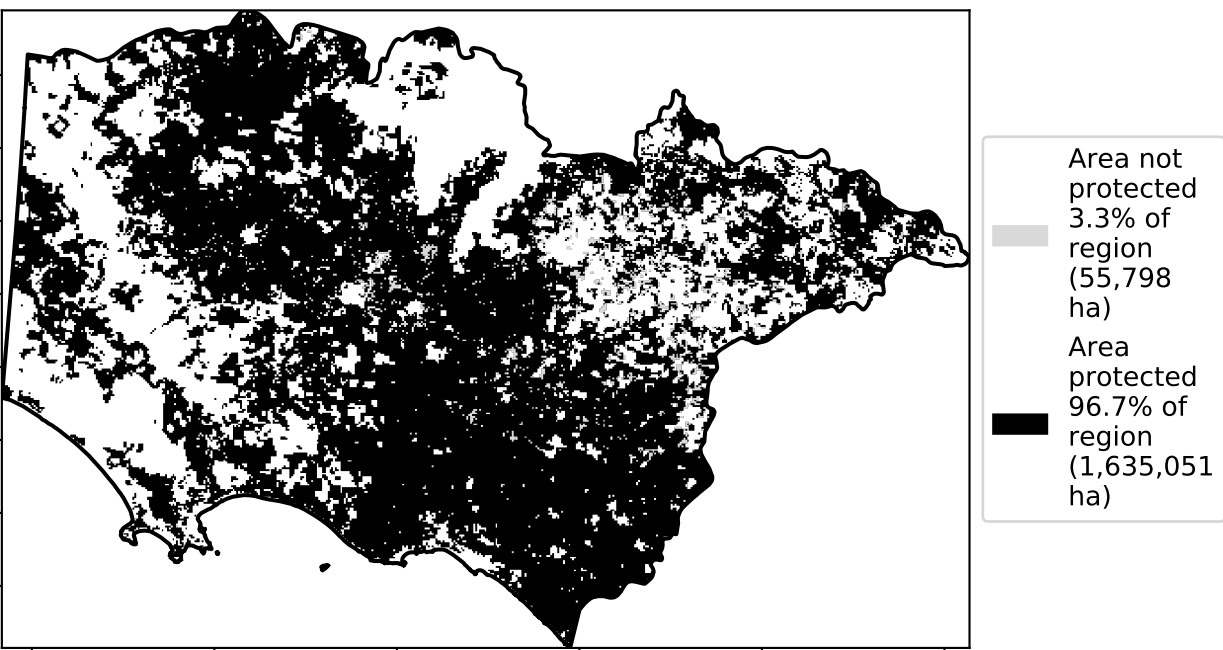 Area not
protected
3.3% of
region
(55,798
ha)
Area
protected
96.7% of
region
(1,635,051
ha)